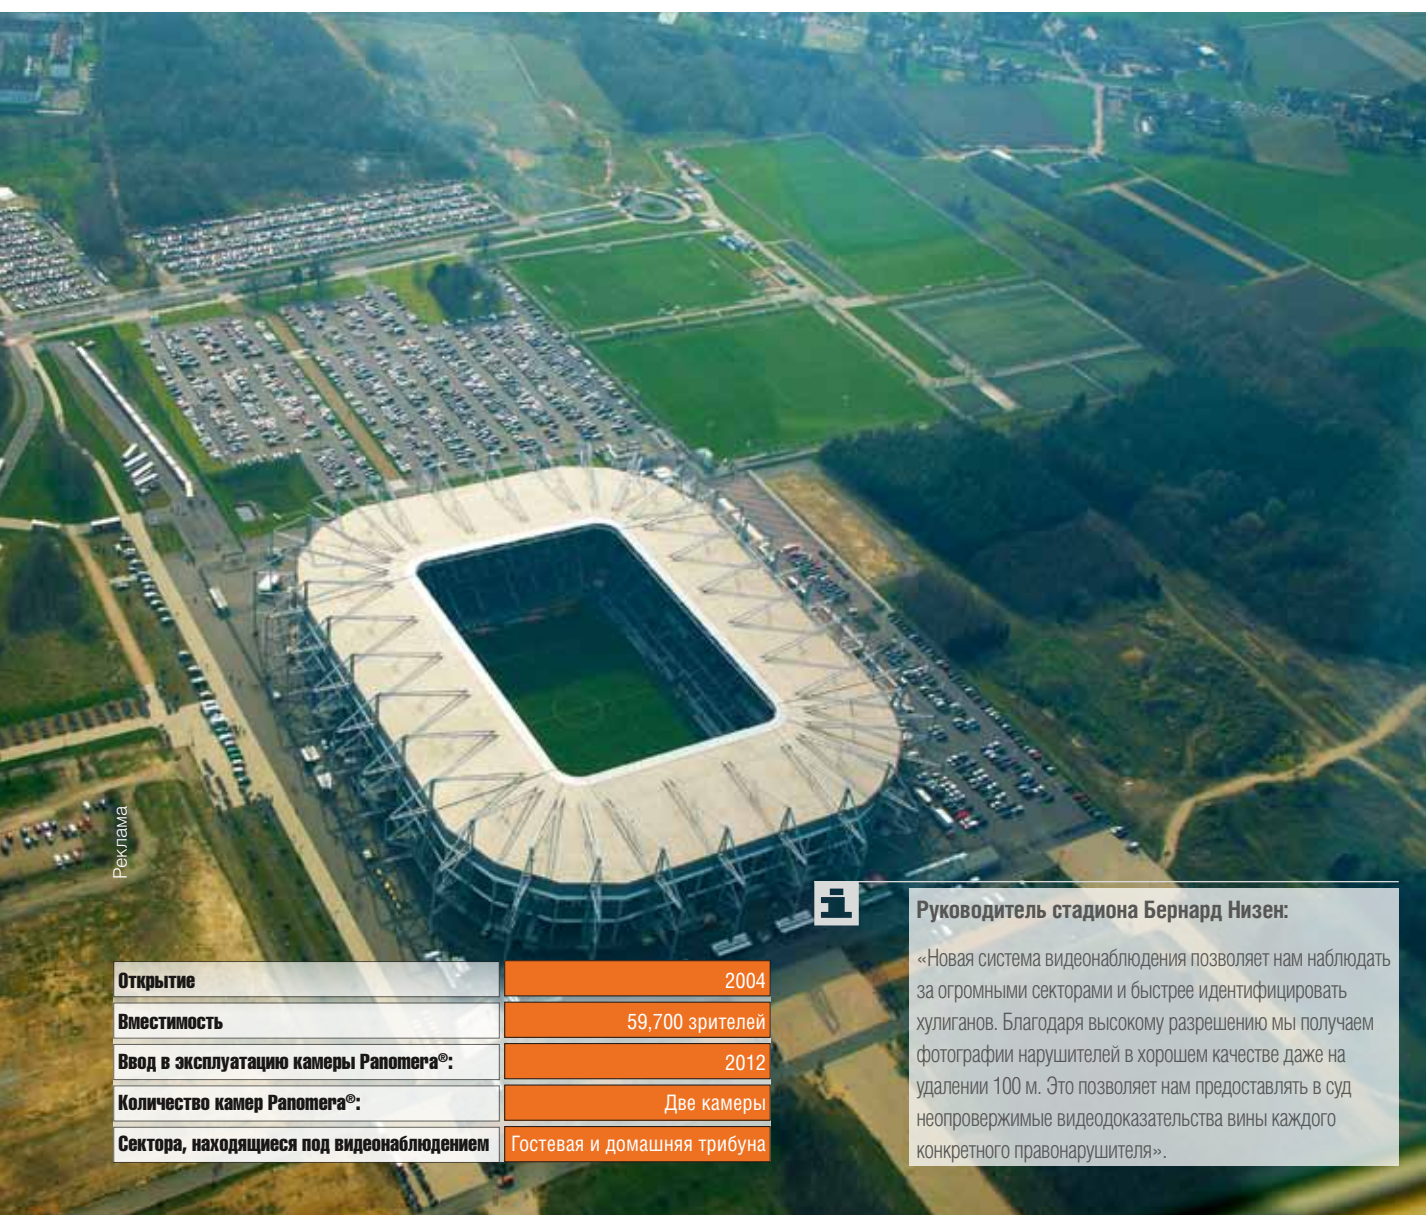 Реклама
Открытие 2004
Вместимость 59,700 зрителей
Ввод в эксплуатацию камеры Panomera®: 2012
Количество камер Panomera®: Две камеры
Сектора, находящиеся под видеонаблюдением Гостевая и домашняя трибуна
i
Руководитель стадиона Бернард Низен:
«Новая система видеонаблюдения позволяет нам наблюдать
за огромными секторами и быстрее идентифицировать
хулиганов. Благодаря высокому разрешению мы получаем
фотографии нарушителей в хорошем качестве даже на
удалении 100 м. Это позволяет нам предоставлять в суд
неопровержимые видеодоказательства вины каждого
конкретного правонарушителя».